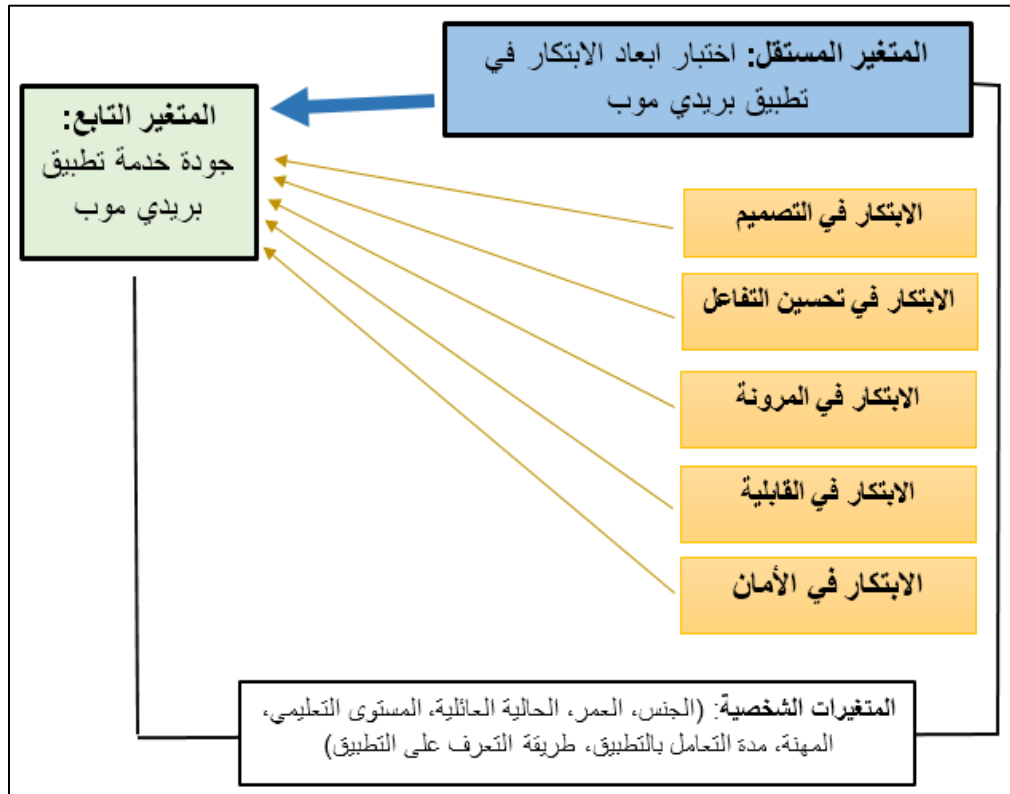 المتغير المستقل: اختبار ابعاد الابتكار في
تطبيق بريدي موب
المتغير التابع:
جودة خدمة تطبيق
بريدي موب
الابتكار في التصميم
الابتكار في تحسين التفاعل
الابتكار في المرونة
الابتكار في القابلية
الابتكار في الأمان
المتغيرات الشخصية: (الجنس، العمر، الحالية العائلية، المستوى التعليمي،
المهنة، مدة التعامل بالتطبيق، طريقة التعرف على التطبيق)